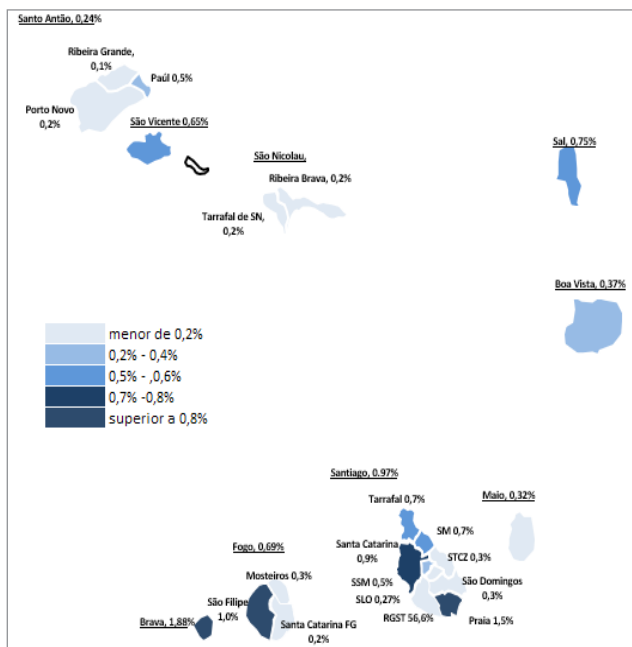 Santo Antão, 0,24%
Ribeira Grande,
0,1%
Paúl 0,5%
Porto Novo
0,2%
São Vicente 0,65%
São Nicolau,
Ribeira Brava, 0,2%
Tarrafal de SN,
0,2%
Sal, 0,75%
Boa Vista, 0,37%
menor de 0,2%
0,2% - 0,4%
0,5% - ,0,6%
0,7% -0,8%
superior a 0,8%
Santiago, 0.97%
Tarrafal 0,7%
Maio, 0,32%
SM 0,7%
Santa Catarina
0,9%
STCZ 0,3%
SSM 0,5%
São Domingos
0,3%
SLO 0,27%
RGST 56,6%
Praia 1,5%
Fogo, 0,69%
Mosteiros 0,3%
São Filipe
1,0%
Santa Catarina FG
0,2%
Brava, 1,88%